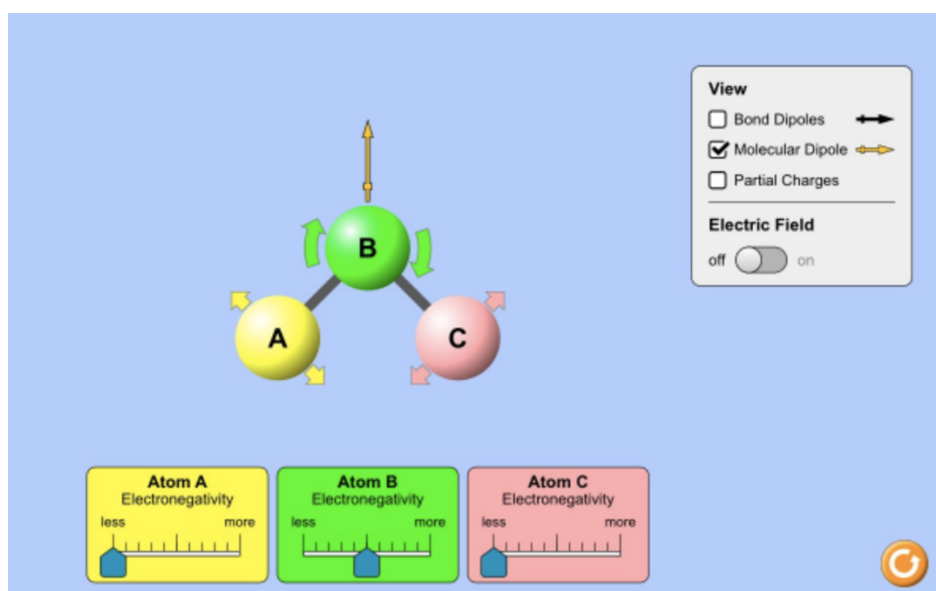 View
Bond Dipoles
Molecular Dipole
Partial Charges
Electric Field
off on
B
A
C
Atom A
Electronegativity
less more
Atom B
Electronegativity
less more
Atom C
Electronegativity
less more